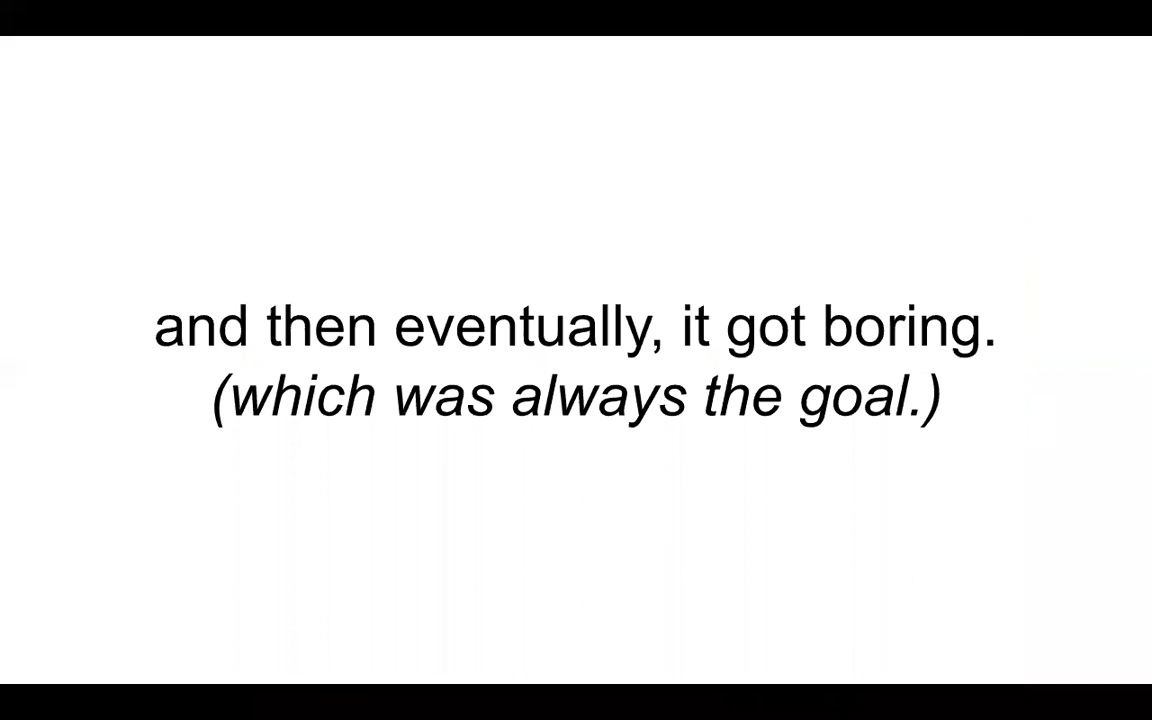 and then eventually, it got boring.
(which was always the goal.)